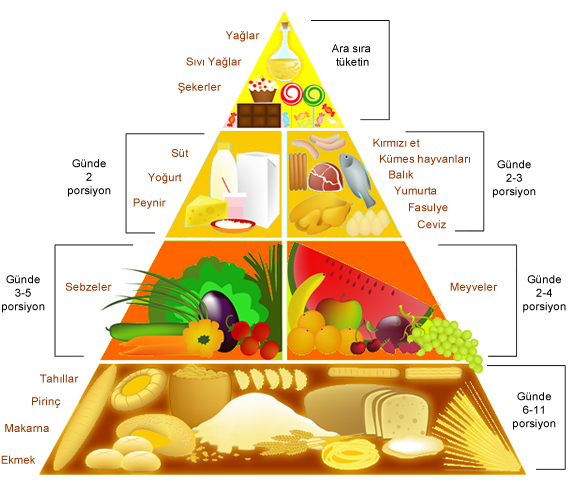 Yağlar
Sıvı Yağlar
Şekerler
Ara sıra
tüketin
Günde
2
porsiyon
Süt
Yoğurt
Peynir
Kırmızı et
Kümes hayvanları
Balık
Yumurta
Fasulye
Ceviz
Günde
2-3
porsiyon
Günde
3-5
porsiyon
Sebzeler
Meyveler
Günde
2-4
porsiyon
Tahıllar
Pirinç
Makarna
Ekmek
Günde
6-11
porsiyon